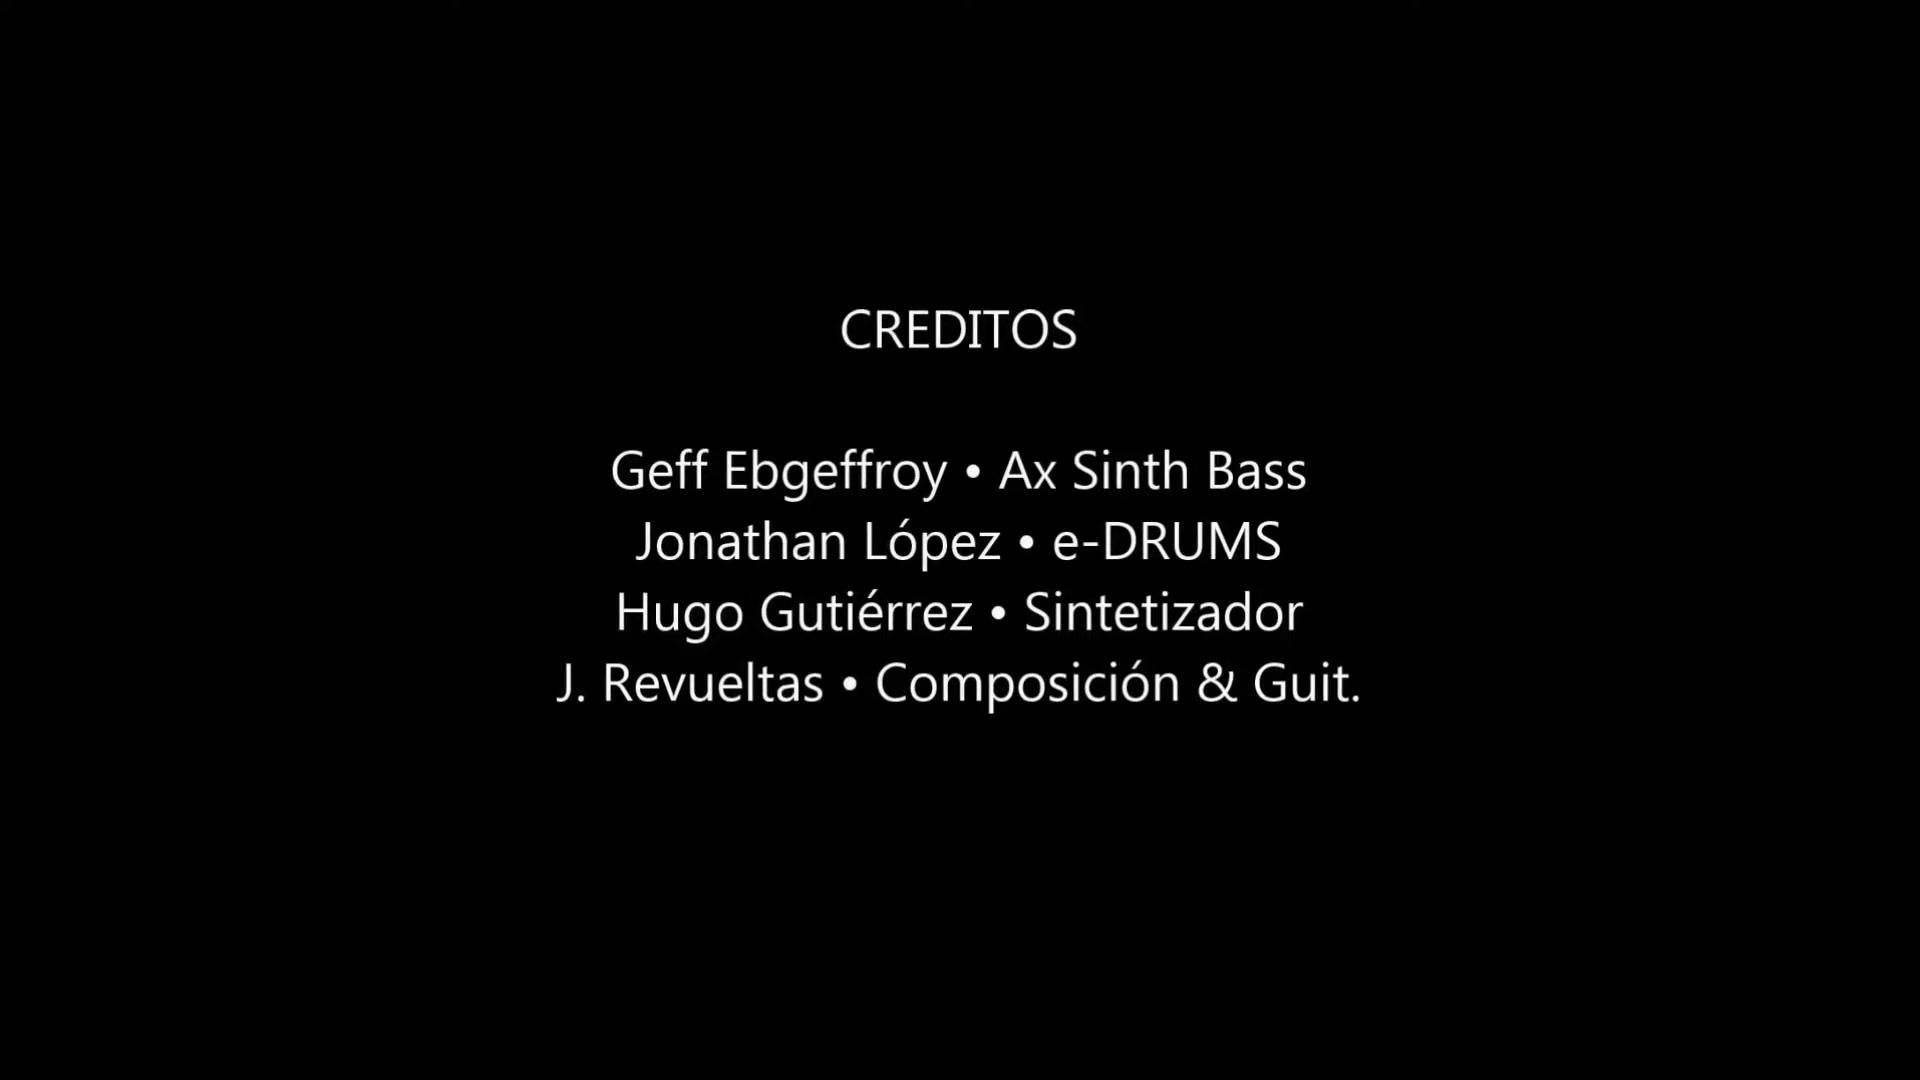 CREDITOS
Geff Ebgeffroy • Ax Sinth Bass
Jonathan López • e-DRUMS
Hugo Gutiérrez • Sintetizador
J. Revueltas • Composición & Guit.